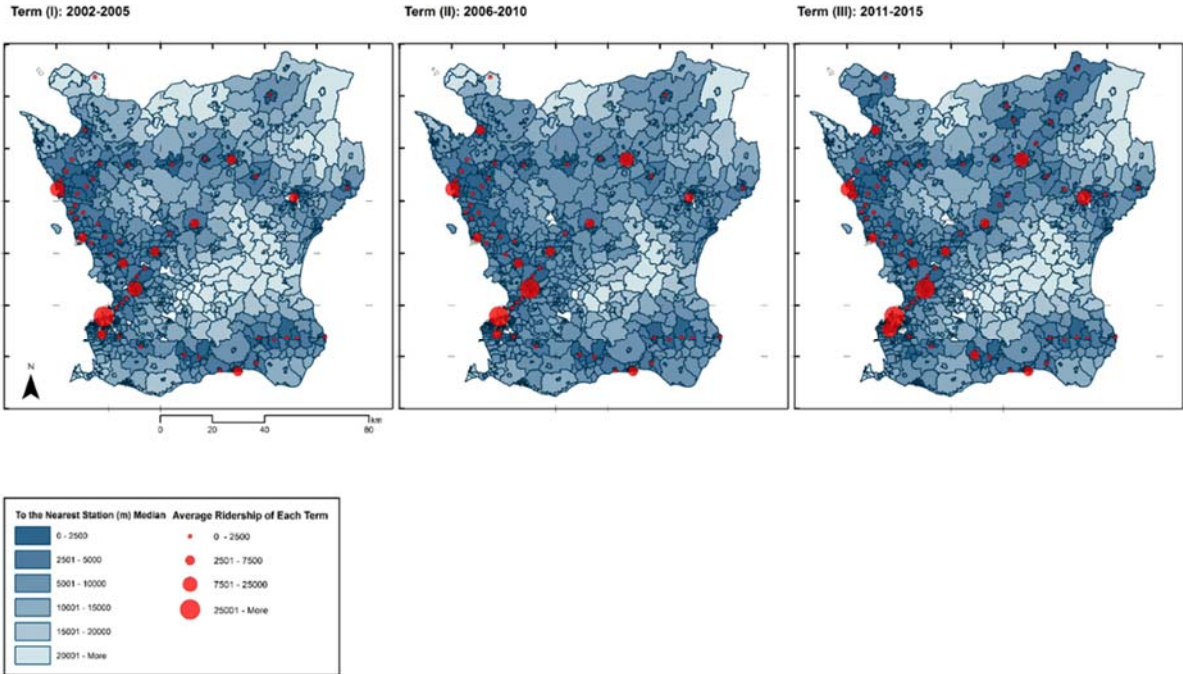 Term (I): 2002-2005
Term (II): 2006-2010
Term (III): 2011-2015
N
km
0 20 40 80
To the Nearest Station (m) Median
0 - 2500
2501 - 5000
5001 - 10000
10001 - 15000
15001 - 20000
20001 - More
Average Ridership of Each Term
0 - 2500
2501 - 7500
7501 - 25000
25001 - More